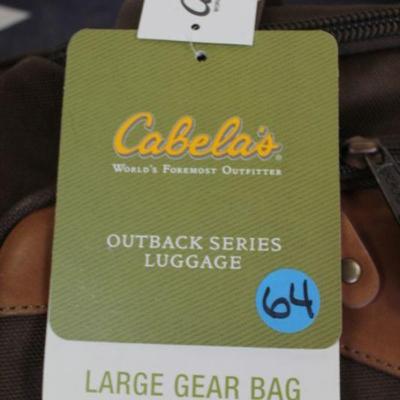 Cabela's®
WORLD'S FOREMOST OUTFITTER
OUTBACK SERIES
LUGGAGE
64
LARGE GEAR BAG